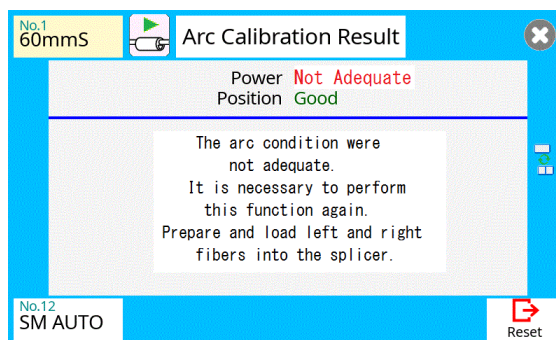 No.1
60mmS
Arc Calibration Result
Power Not Adequate
Position Good
The arc condition were
not adequate.
It is necessary to perform
this function again.
Prepare and load left and right
fibers into the splicer.
No.12
SM AUTO
Reset